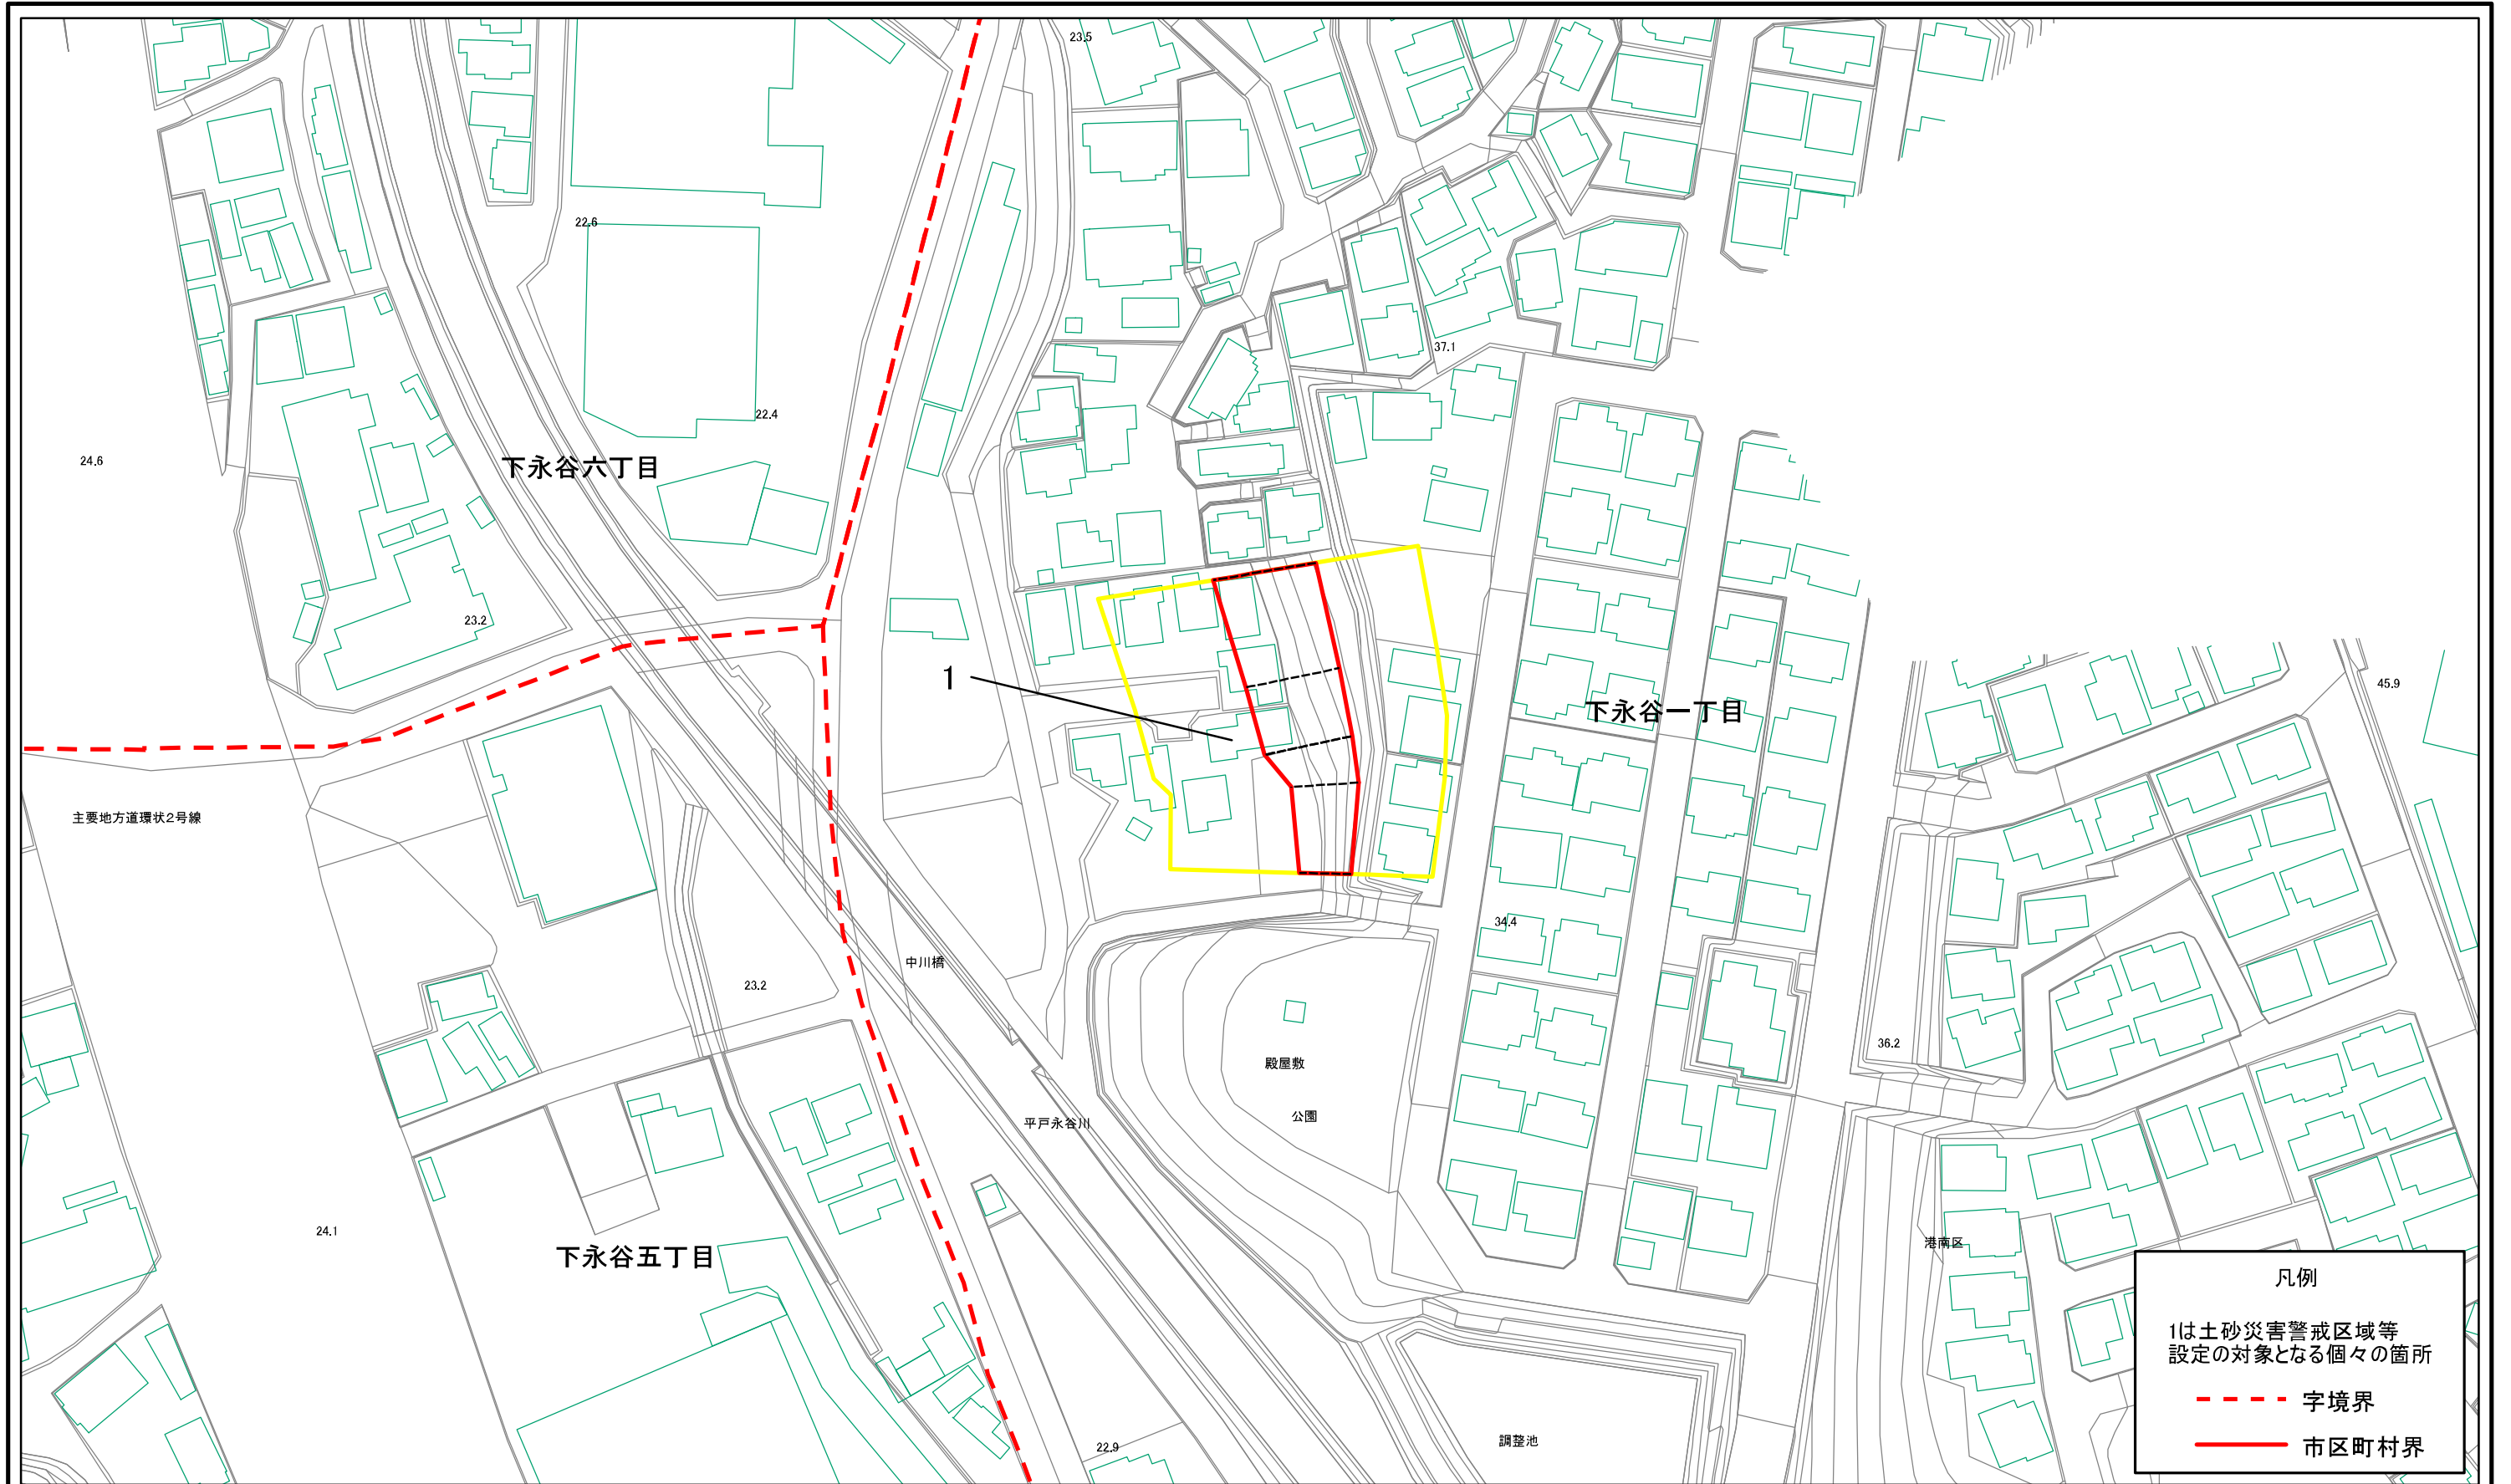 23.5
22.6
37.1
22.4
24.6
下永谷六丁目
23.2
1
45.9
下永谷一丁目
主要地方道環状2号線
34.4
中川橋
23.2
36.2
殿屋敷
公園
平戸永谷川
24.1
港南区
下永谷五丁目
22.9
調整池
凡例
1は土砂災害警戒区域等
設定の対象となる個々の箇所
字境界
市区町村界